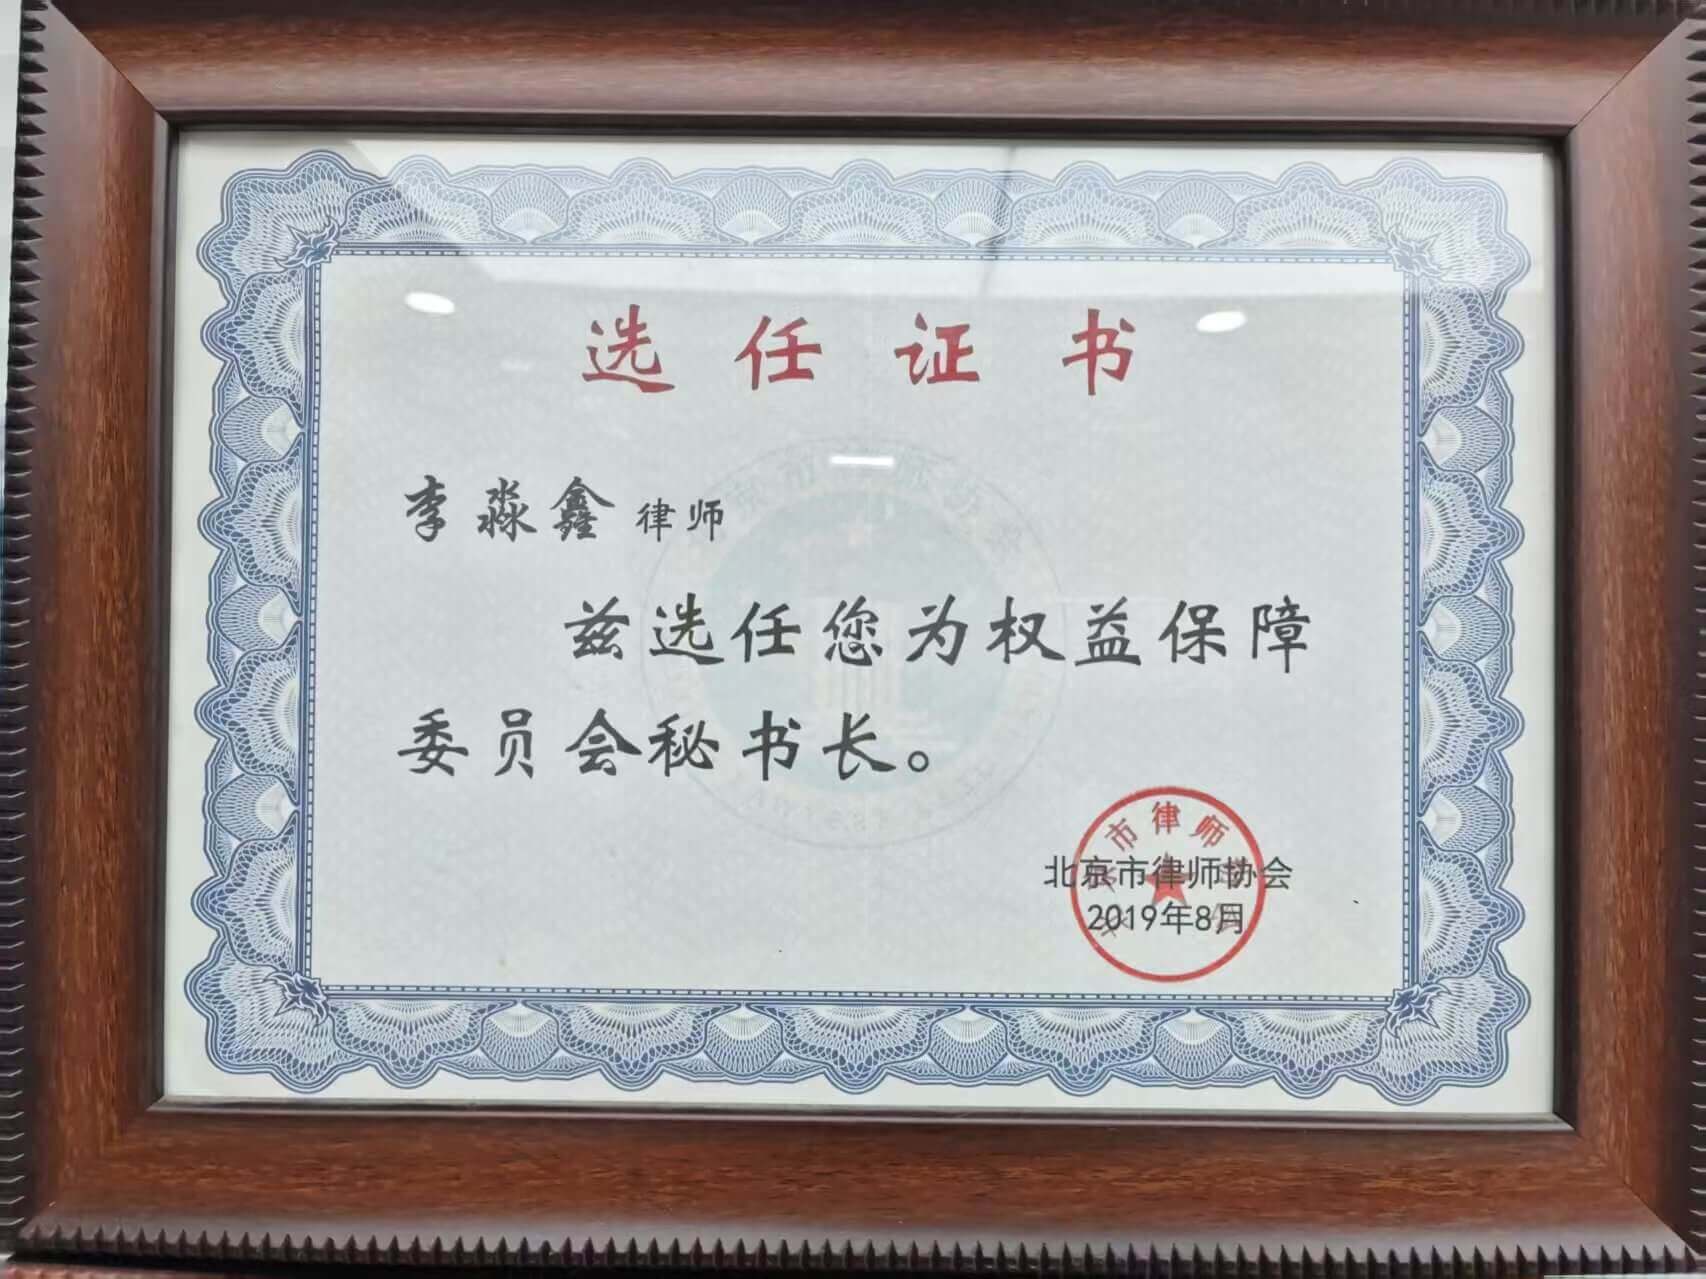 选任证书
李淼鑫律师
兹选任您为权益保障
委员会秘书长。
北京市律师协会
2019年8月